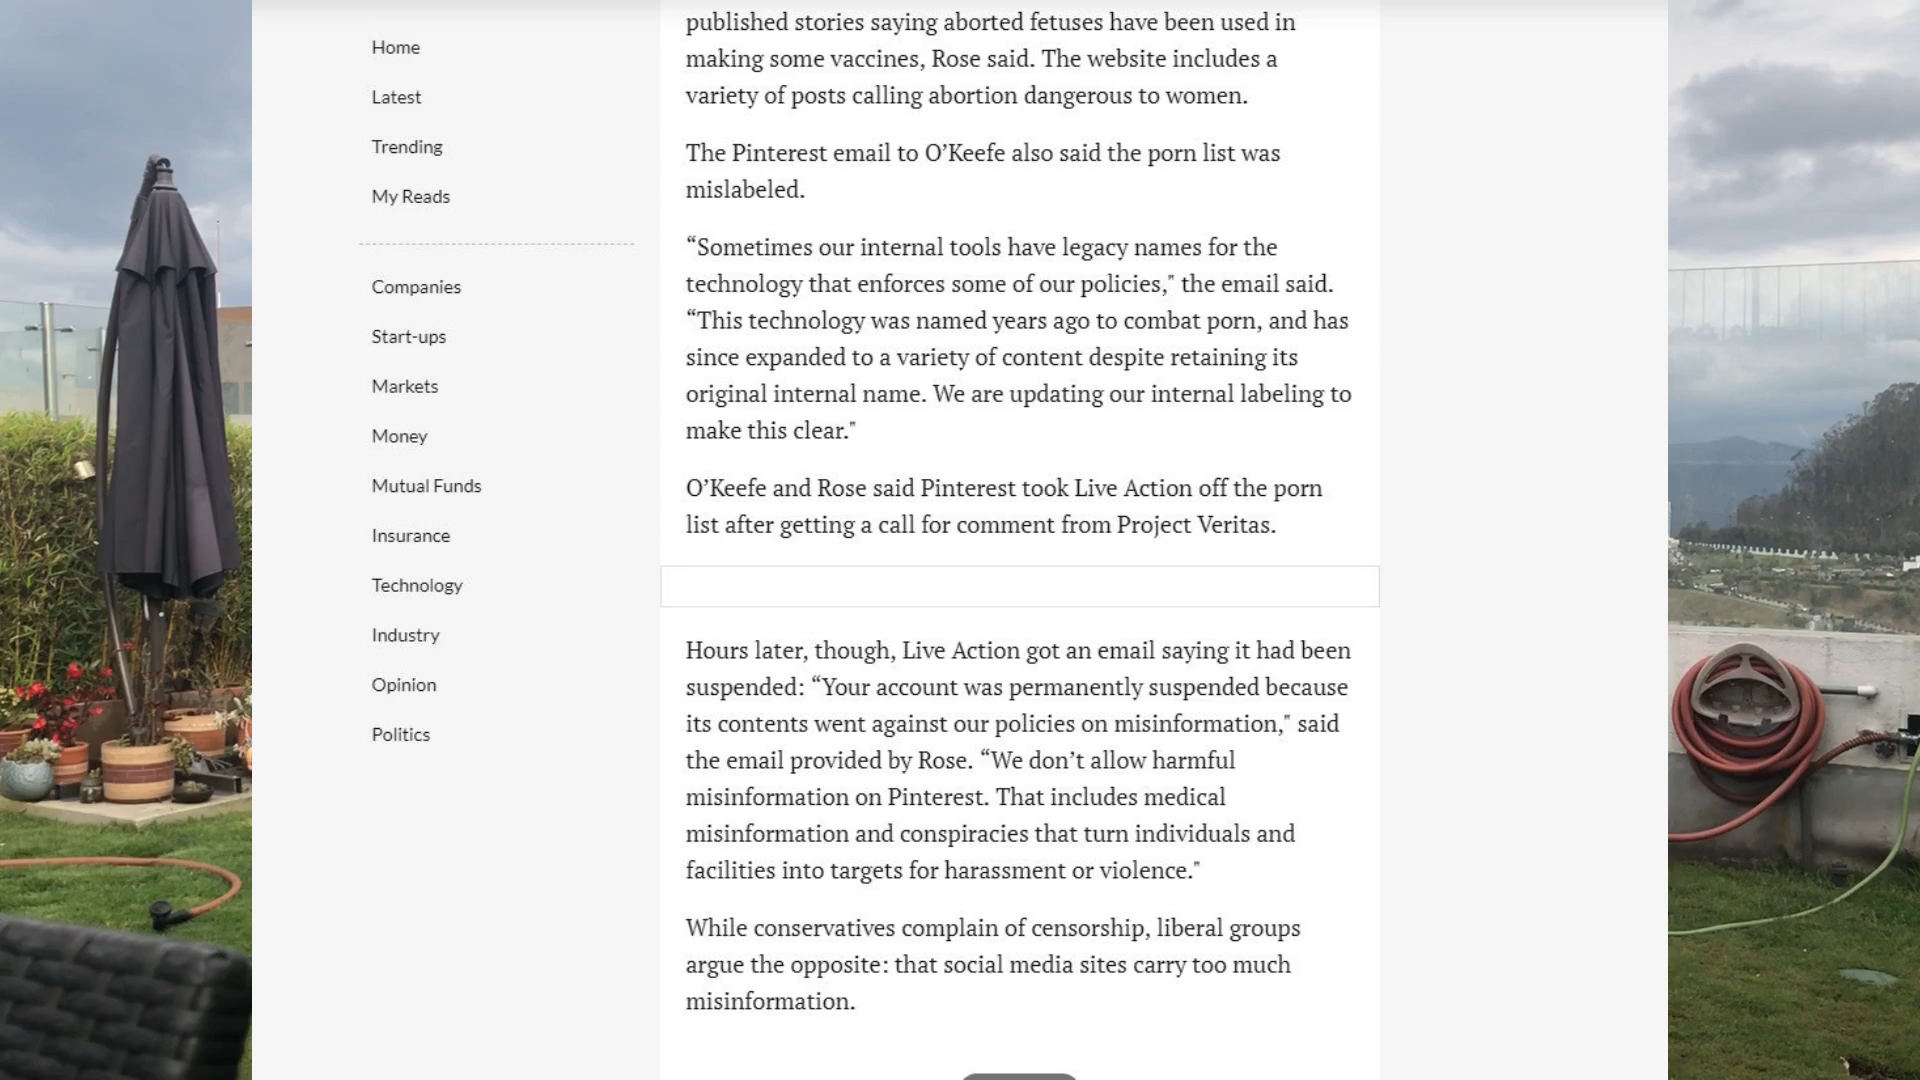 Home
Latest
Trending
My Reads
Companies
Start-ups
Markets
Money
Mutual Funds
Insurance
Technology
Industry
Opinion
Politics
published stories saying aborted fetuses have been used in
making some vaccines, Rose said. The website includes a
variety of posts calling abortion dangerous to women.
The Pinterest email to O’Keefe also said the porn list was
mislabeled.
“Sometimes our internal tools have legacy names for the
technology that enforces some of our policies," the email said.
“This technology was named years ago to combat porn, and has
since expanded to a variety of content despite retaining its
original internal name. We are updating our internal labeling to
make this clear."
O’Keefe and Rose said Pinterest took Live Action off the porn
list after getting a call for comment from Project Veritas.
Hours later, though, Live Action got an email saying it had been
suspended: “Your account was permanently suspended because
its contents went against our policies on misinformation," said
the email provided by Rose. “We don’t allow harmful
misinformation on Pinterest. That includes medical
misinformation and conspiracies that turn individuals and
facilities into targets for harassment or violence."
While conservatives complain of censorship, liberal groups
argue the opposite: that social media sites carry too much
misinformation.